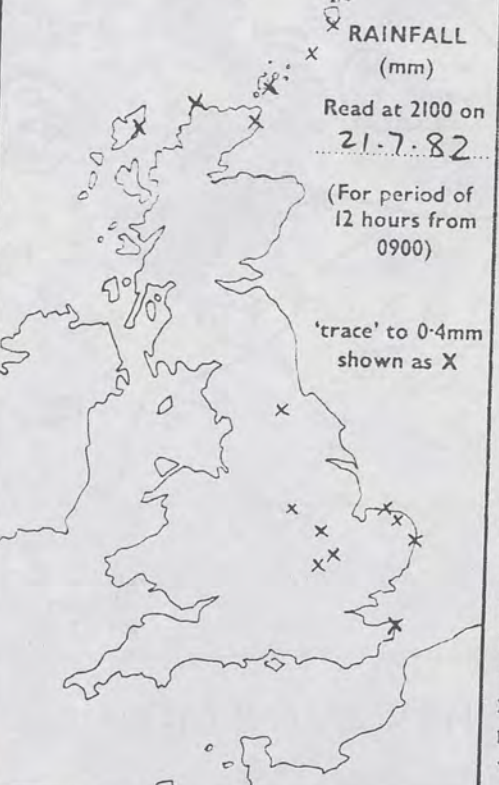 RAINFALL
(mm)
Read at 2100 on
21.7.82
(For period of
12 hours from
0900)
'trace' to 0·4mm
shown as X